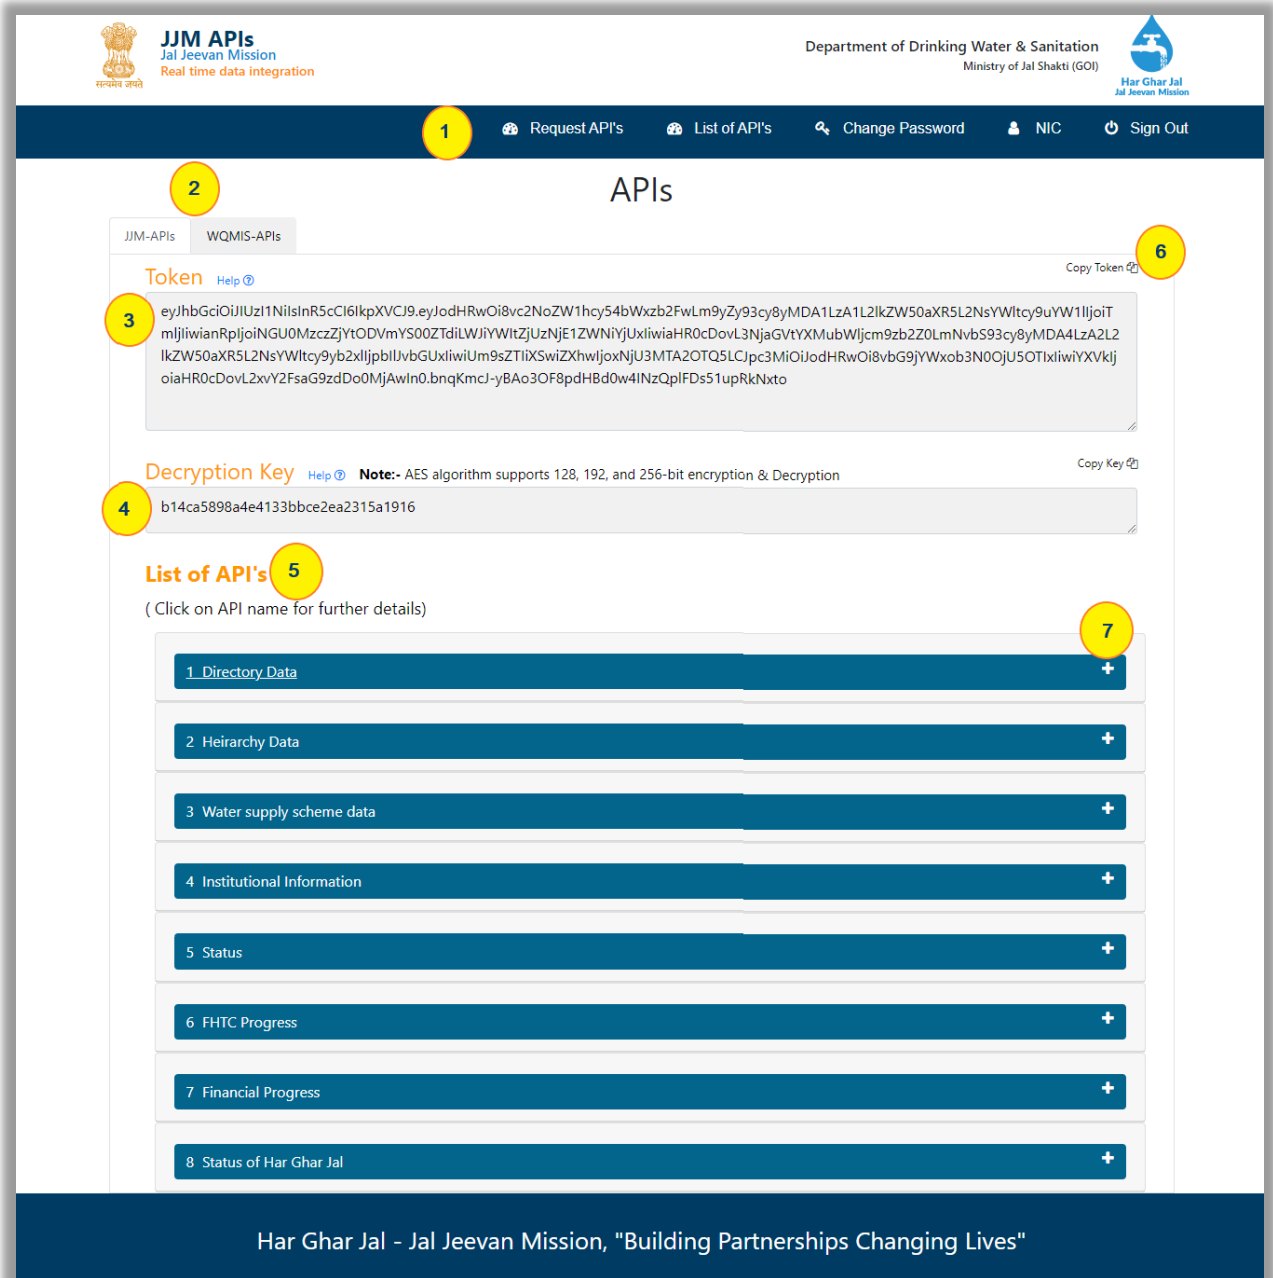 JJM APIs
Jal Jeevan Mission
Real time data integration
सत्यमेव जयते
Department of Drinking Water & Sanitation
Ministry of Jal Shakti (GOI)
Har Ghar Jal
Jal Jeevan Mission
1
Request API's
List of API's
Change Password
NIC
Sign Out
2
APIs
JJM-APIs
WQMIS-APIs
6
Copy Token
Token Help
3
eyJhbGciOiJIUzI1NiIsInR5cCI6IkpXVCJ9.eyJodHRwOi8vc2NoZW1hcy54bWxzb2FwLm9yZy93cy8yMDA1LzA1L2lkZW50aXR5L2NsYWltcy9uYW1lIjoiT
mljIiwianRpIjoiNGU0MzczZjYtODVmYS00ZTdiLWJiYWItZjUzNjE1ZWNiYjUxIiwiaHR0cDovL3NjaGVtYXMubWljcm9zb2Z0LmNvbS93cy8yMDA4LzA2L2
lkZW50aXR5L2NsYWltcy9yb2xlIjpbIlJvbGUxIiwiUm9sZTIiXSwiZXhwIjoxNjU3MTA2OTQ5LCJpc3MiOiJodHRwOi8vbG9jYWxob3N0OjU5OTIxIiwiYXVkIj
oiaHR0cDovL2xvY2FsaG9zdDo0MjAwIn0.bnqKmcJ-yBAo3OF8pdHBd0w4INzQplFDs51upRkNxto
Decryption Key Help Note:- AES algorithm supports 128, 192, and 256-bit encryption & Decryption
Copy Key
4
b14ca5898a4e4133bbce2ea2315a1916
List of API's
5
( Click on API name for further details)
7
1 Directory Data
2 Heirarchy Data
3 Water supply scheme data
4 Institutional Information
5 Status
6 FHTC Progress
7 Financial Progress
8 Status of Har Ghar Jal
Har Ghar Jal - Jal Jeevan Mission, "Building Partnerships Changing Lives"